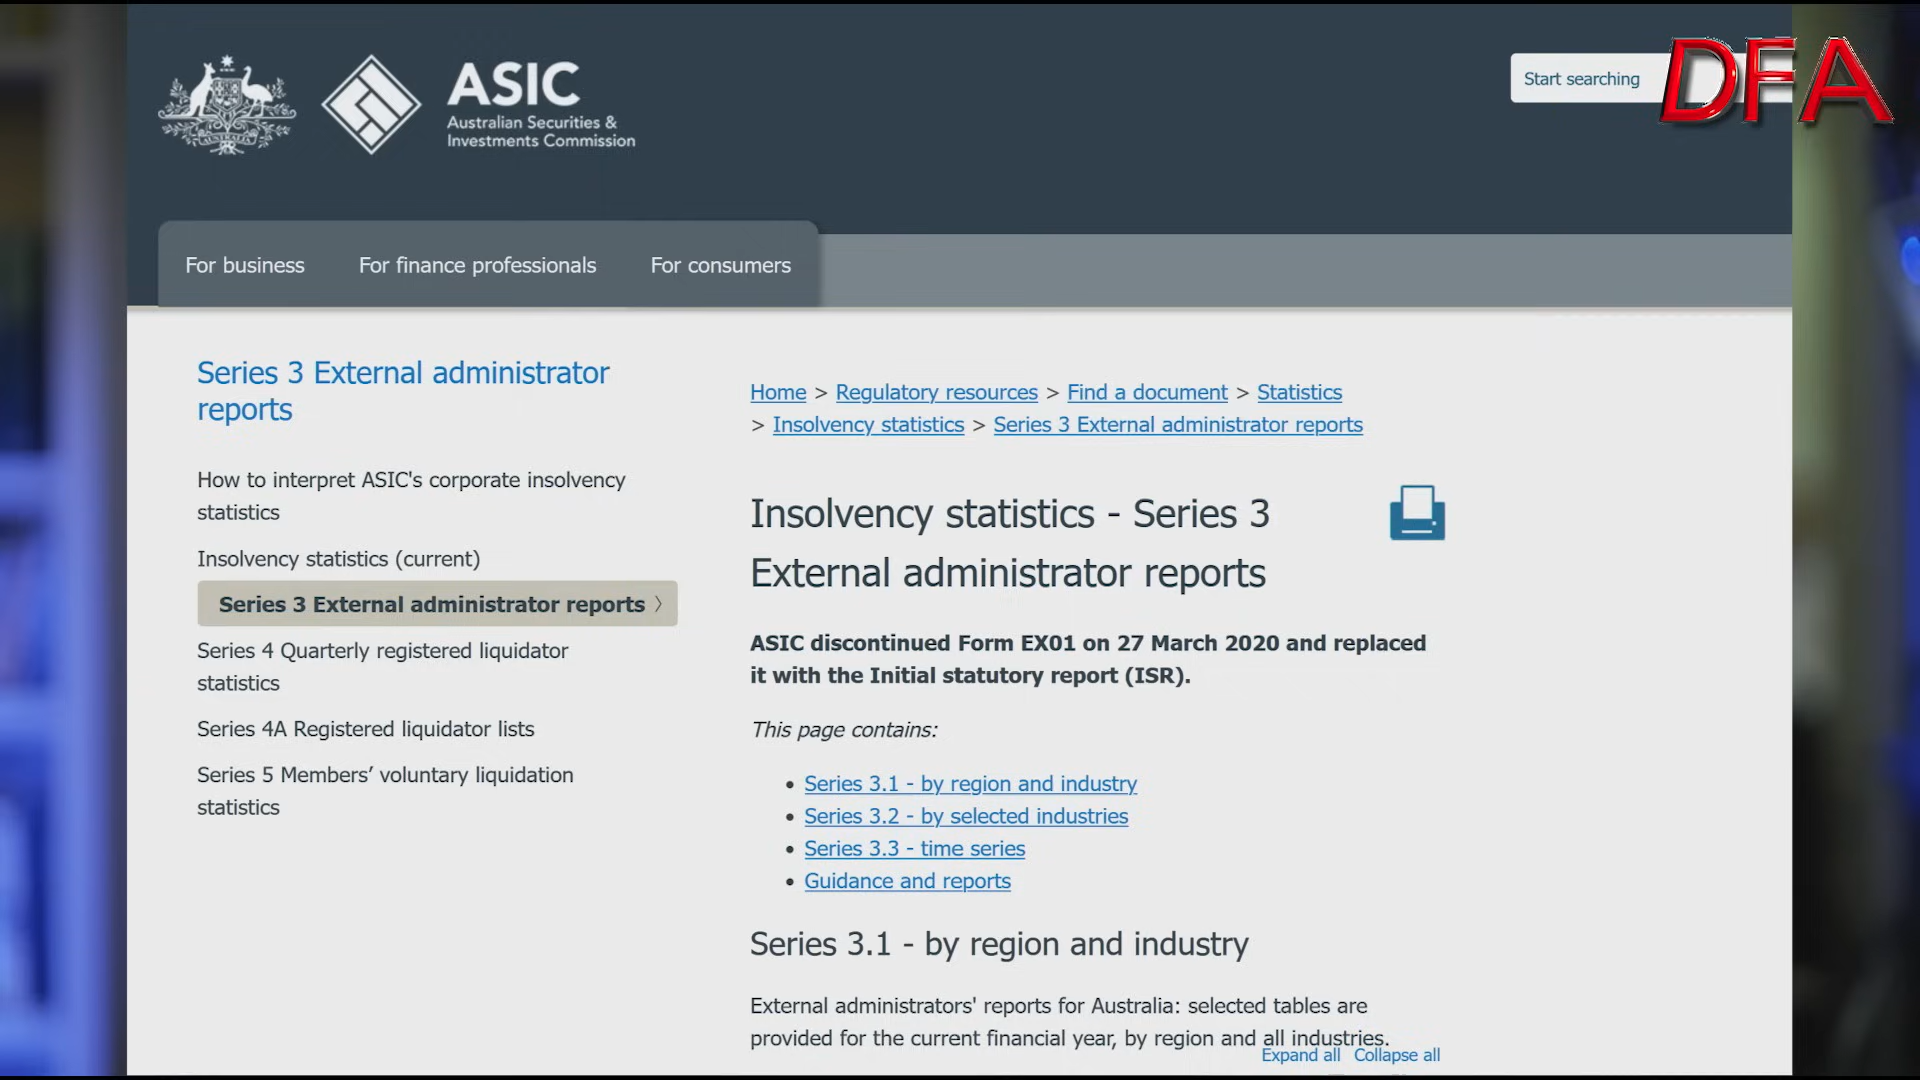 ASIC
Australian Securities &
Investments Commission
Start searching
DFA
For business
For finance professionals
For consumers
Series 3 External administrator
reports
How to interpret ASIC's corporate insolvency
statistics
Insolvency statistics (current)
Series 3 External administrator reports
Series 4 Quarterly registered liquidator
statistics
Series 4A Registered liquidator lists
Series 5 Members’ voluntary liquidation
statistics
Home > Regulatory resources > Find a document > Statistics
> Insolvency statistics > Series 3 External administrator reports
Insolvency statistics - Series 3
External administrator reports
ASIC discontinued Form EX01 on 27 March 2020 and replaced
it with the Initial statutory report (ISR).
This page contains:
• Series 3.1 - by region and industry
• Series 3.2 - by selected industries
• Series 3.3 - time series
• Guidance and reports
Series 3.1 - by region and industry
External administrators' reports for Australia: selected tables are
provided for the current financial year, by region and all industries.
Expand all Collapse all